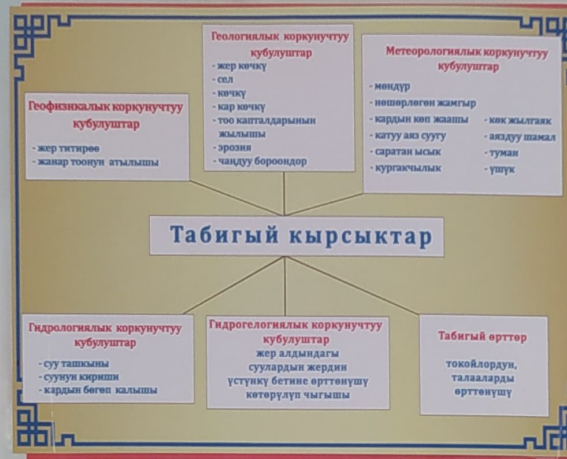 Геологиялык коркунучтуу
кубулуштар
- жер көчкү
- сел
- көчкү
- кар көчкү
- тоо капталдарынын
жылышы
- эрозия
- чаңдуу бороондор
Метеорологиялык коркунучтуу
кубулуштар
- мөндүр
- нөшөрлөгөн жамгыр
- кардын көп жаашы
- катуу аяз суугу
- саратан ысык
- кургакчылык
- көк жылгаяк
- аяздуу шамал
- туман
- үшүк
Геофизикалык коркунучтуу
кубулуштар
- жер титирөө
- жанар тоонун атылышы
Табигый кырсыктар
Гидрологиялык коркунучтуу
кубулуштар
- суу ташкыны
- суунун кириши
- кардын бөгөп калышы
Гидрогелогиялык коркунучтуу
кубулуштар
жер алдындагы
суулардын жердин
үстүнкү бетине өрттөнүшү
көтөрүлүп чыгышы
Табигый өрттөр
токойлордун,
талааларды
өрттөнүшү